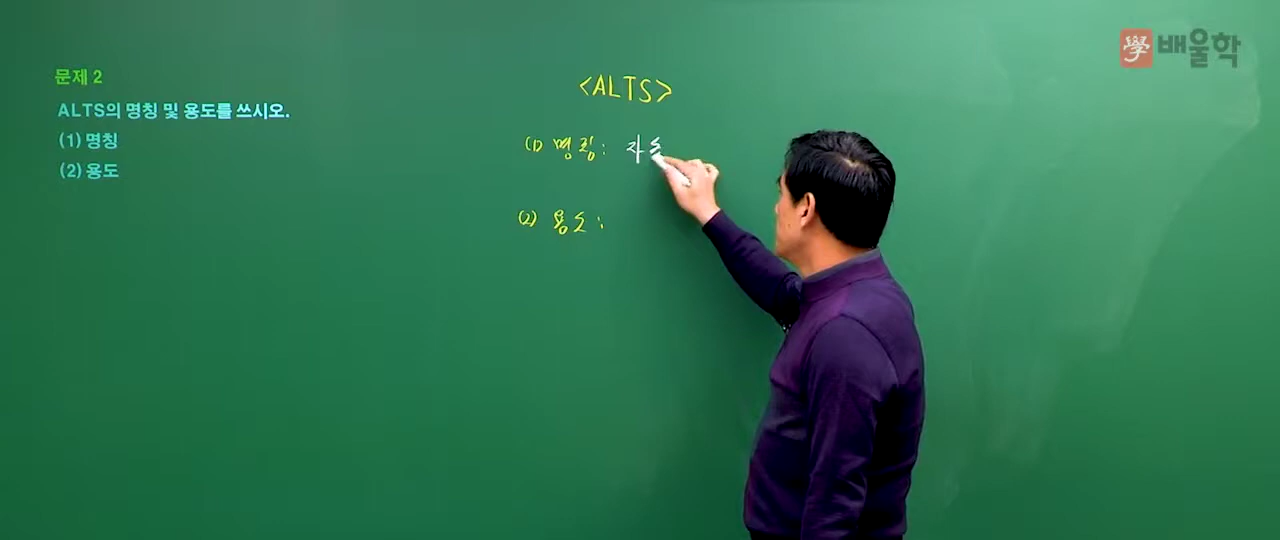 學 배울학
문제 2
ALTS의 명칭 및 용도를 쓰시오.
(1) 명칭
(2) 용도
<ALTS>
(1) 명칭 : 자
(2) 용도 :